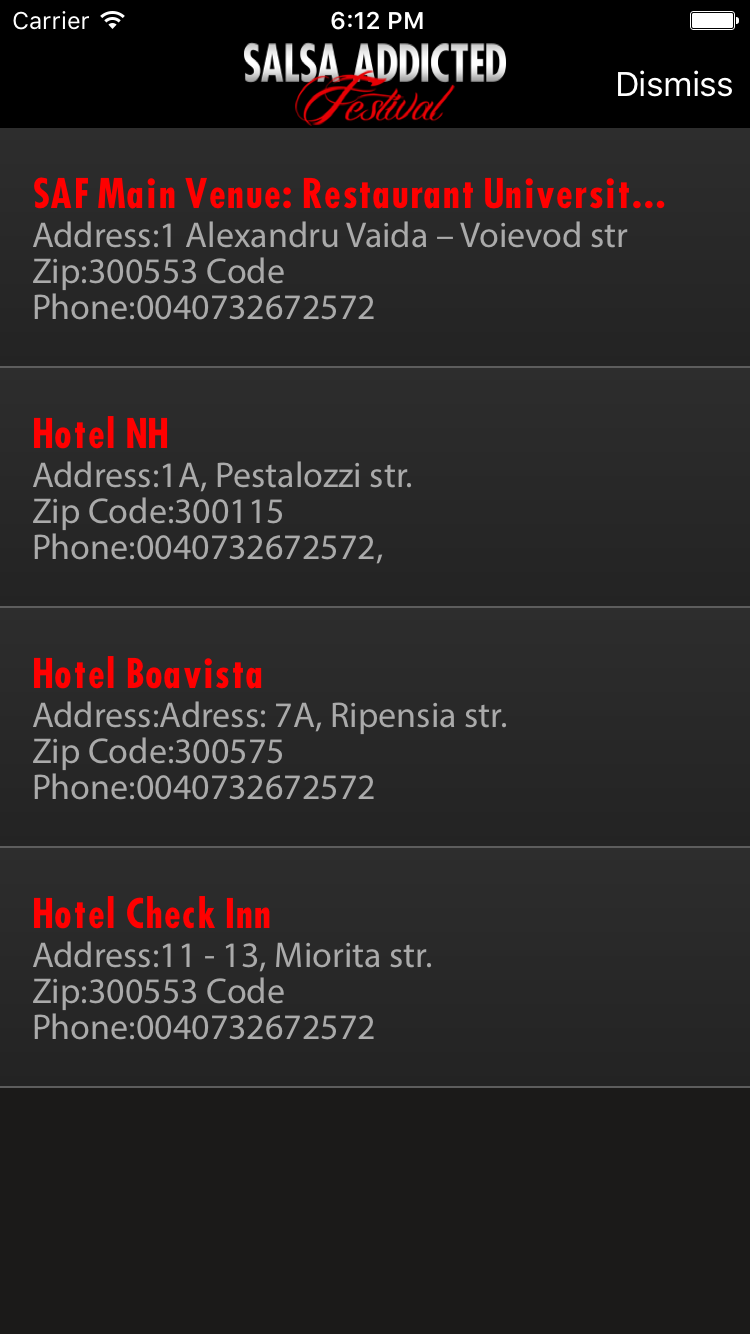 Carrier 6:12 PM
SALSA ADDICTED
Festival
Dismiss
SAF Main Venue: Restaurant Universit...
Address:1 Alexandru Vaida – Voievod str
Zip:300553 Code
Phone:0040732672572
Hotel NH
Address:1A, Pestalozzi str.
Zip Code:300115
Phone:0040732672572,
Hotel Boavista
Address:Adress: 7A, Ripensia str.
Zip Code:300575
Phone:0040732672572
Hotel Check Inn
Address:11 - 13, Miorita str.
Zip:300553 Code
Phone:0040732672572